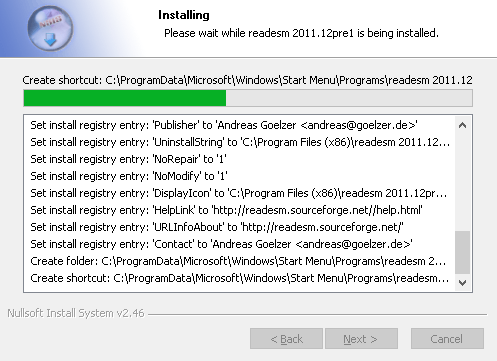 Installing
Please wait while readesm 2011.12pre1 is being installed.
Create shortcut: C:\ProgramData\Microsoft\Windows\Start Menu\Programs\readesm 2011.12
Set install registry entry: 'Publisher' to 'Andreas Goelzer <andreas@goelzer.de>'
Set install registry entry: 'UninstallString' to 'C:\Program Files (x86)\readesm 2011.12...
Set install registry entry: 'NoRepair' to '1'
Set install registry entry: 'NoModify' to '1'
Set install registry entry: 'DisplayIcon' to 'C:\Program Files (x86)\readesm 2011.12pr...
Set install registry entry: 'HelpLink' to 'http://readesm.sourceforge.net//help.html'
Set install registry entry: 'URLInfoAbout' to 'http://readesm.sourceforge.net/'
Set install registry entry: 'Contact' to 'Andreas Goelzer <andreas@goelzer.de>'
Create folder: C:\ProgramData\Microsoft\Windows\Start Menu\Programs\readesm 2...
Create shortcut: C:\ProgramData\Microsoft\Windows\Start Menu\Programs\readesm...
Nullsoft Install System v2.46
< Back Next > Cancel